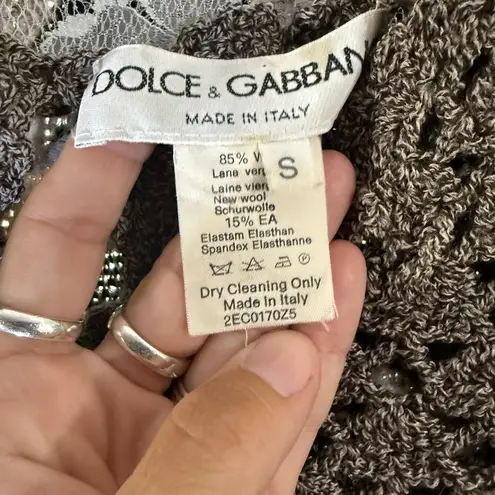 DOLCE & GABBAN
MADE IN ITALY
S
85% V
Lana ver
Laine vier
New wool
Schurwolle
15% EA
Elastam Elasthan
Spandex Elasthanne
Dry Cleaning Only
Made In Italy
2EC0170Z5